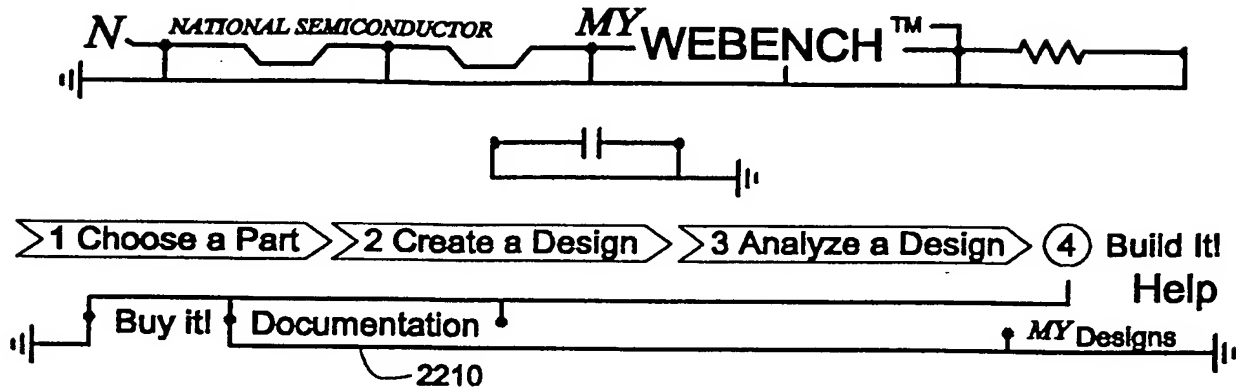 N NATIONAL SEMICONDUCTOR MY WEBENCH™
1 Choose a Part 2 Create a Design 3 Analyze a Design 4 Build It!
Help
Buy it! Documentation MY Designs
2210